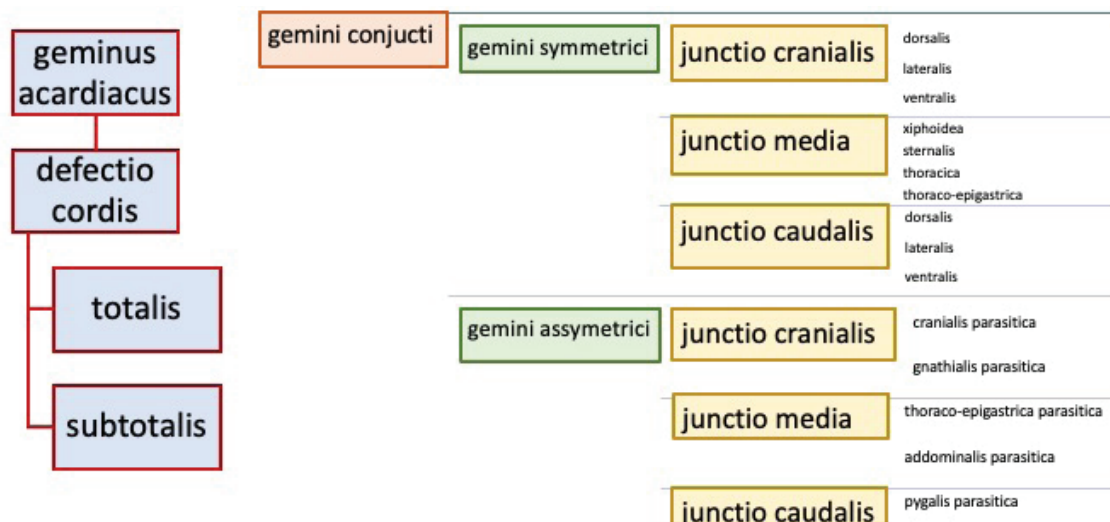 geminus
acardiacus
defectio
cordis
totalis
subtotalis
gemini conjucti
gemini symmetrici
junctio cranialis
dorsalis
lateralis
ventralis
junctio media
xiphoidea
sternalis
thoracica
thoraco-epigastrica
junctio caudalis
dorsalis
lateralis
ventralis
gemini assymetrici
junctio cranialis
cranialis parasitica
gnathialis parasitica
junctio media
thoraco-epigastrica parasitica
addominalis parasitica
junctio caudalis
pygalis parasitica